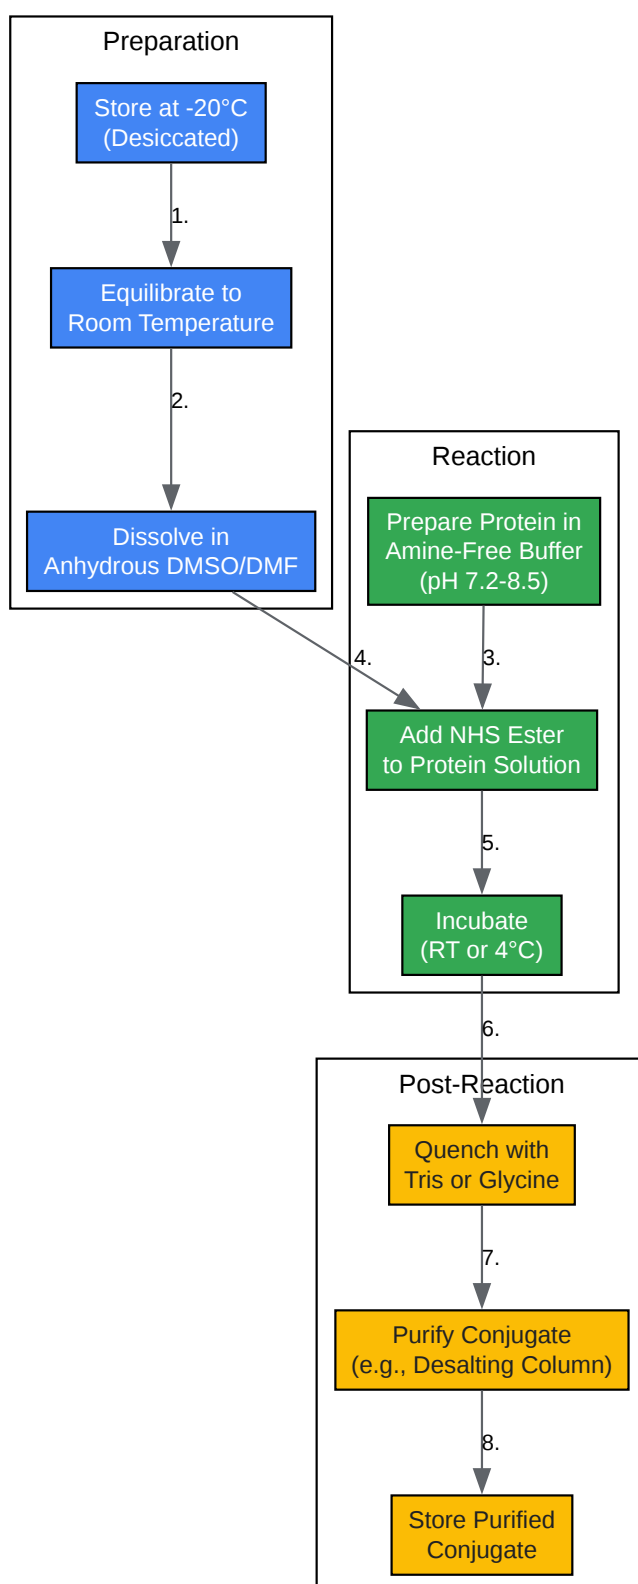 Preparation
Store at -20°C
(Desiccated)
1.
Equilibrate to
Room Temperature
2.
Dissolve in
Anhydrous DMSO/DMF
Reaction
Prepare Protein in
Amine-Free Buffer
(pH 7.2-8.5)
4.
3.
Add NHS Ester
to Protein Solution
5.
Incubate
(RT or 4°C)
6.
Post-Reaction
Quench with
Tris or Glycine
7.
Purify Conjugate
(e.g., Desalting Column)
8.
Store Purified
Conjugate